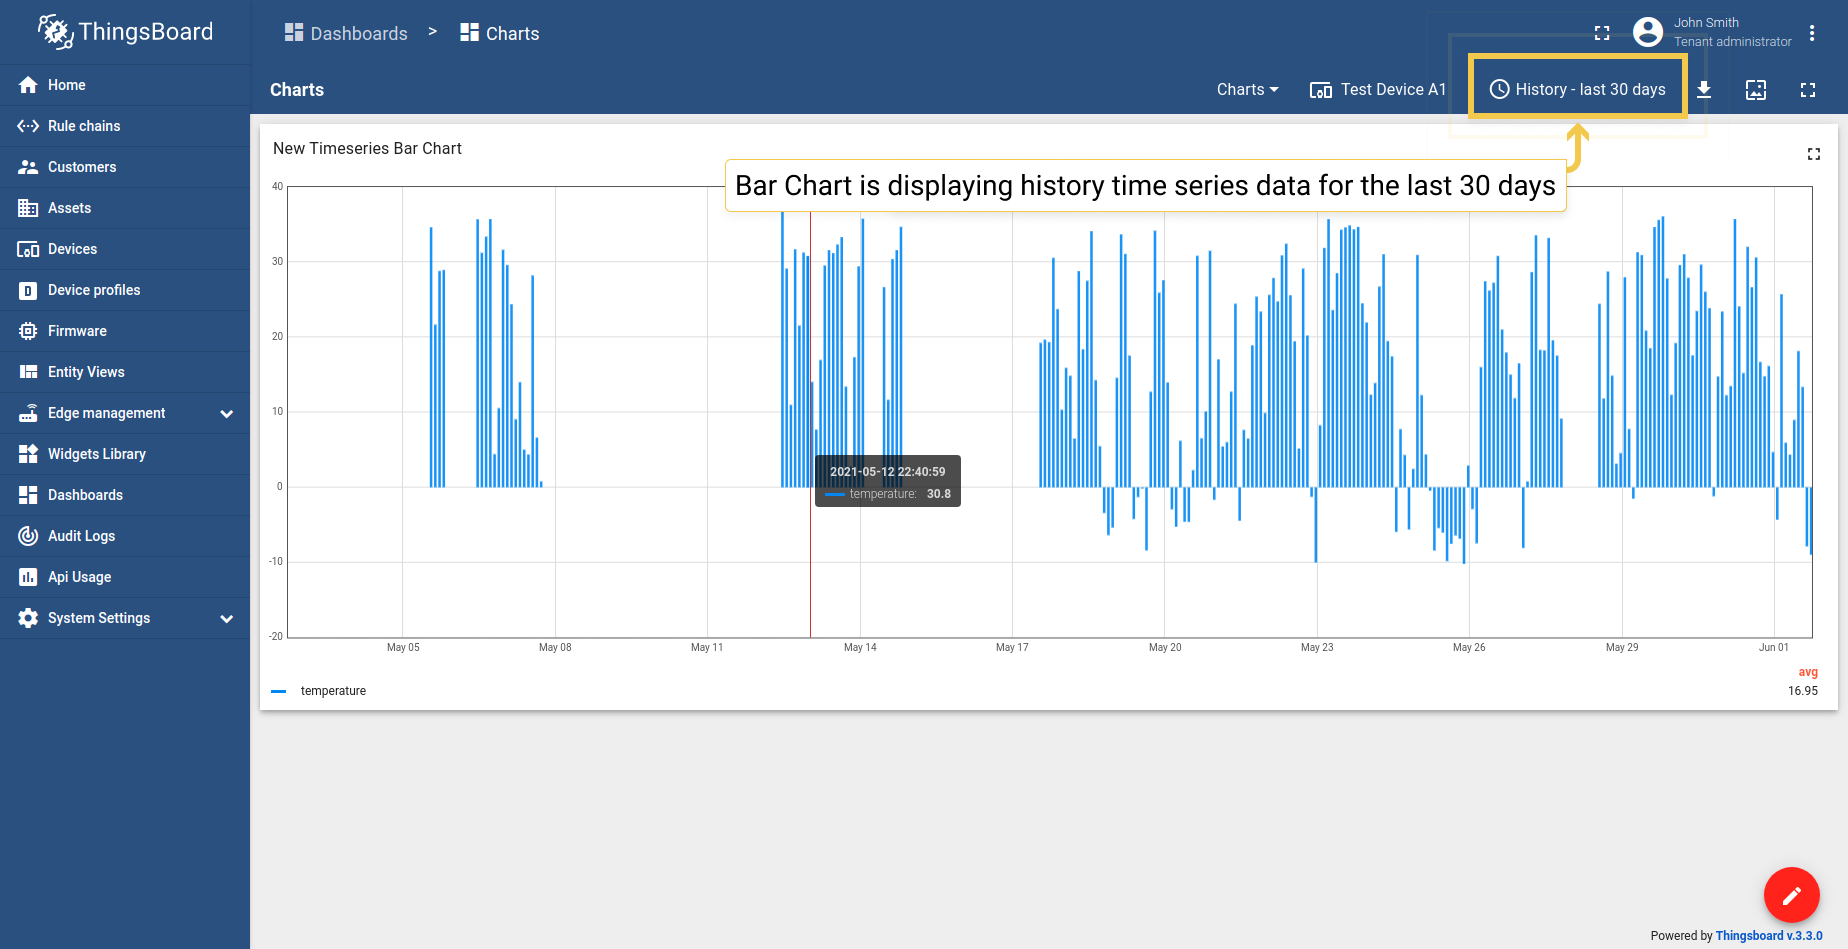 ThingsBoard
Dashboards > Charts
John Smith
Tenant administrator
Home
Rule chains
Customers
Assets
Devices
Device profiles
Firmware
Entity Views
Edge management
Widgets Library
Dashboards
Audit Logs
Api Usage
System Settings
Charts
Charts
Test Device A1
History - last 30 days
New Timeseries Bar Chart
Bar Chart is displaying history time series data for the last 30 days
40
30
20
10
0
-10
-20
2021-05-12 22:40:59
temperature: 30.8
May 05 May 08 May 11 May 14 May 17 May 20 May 23 May 26 May 29 Jun 01
avg
temperature 16.95
Powered by Thingsboard v.3.3.0